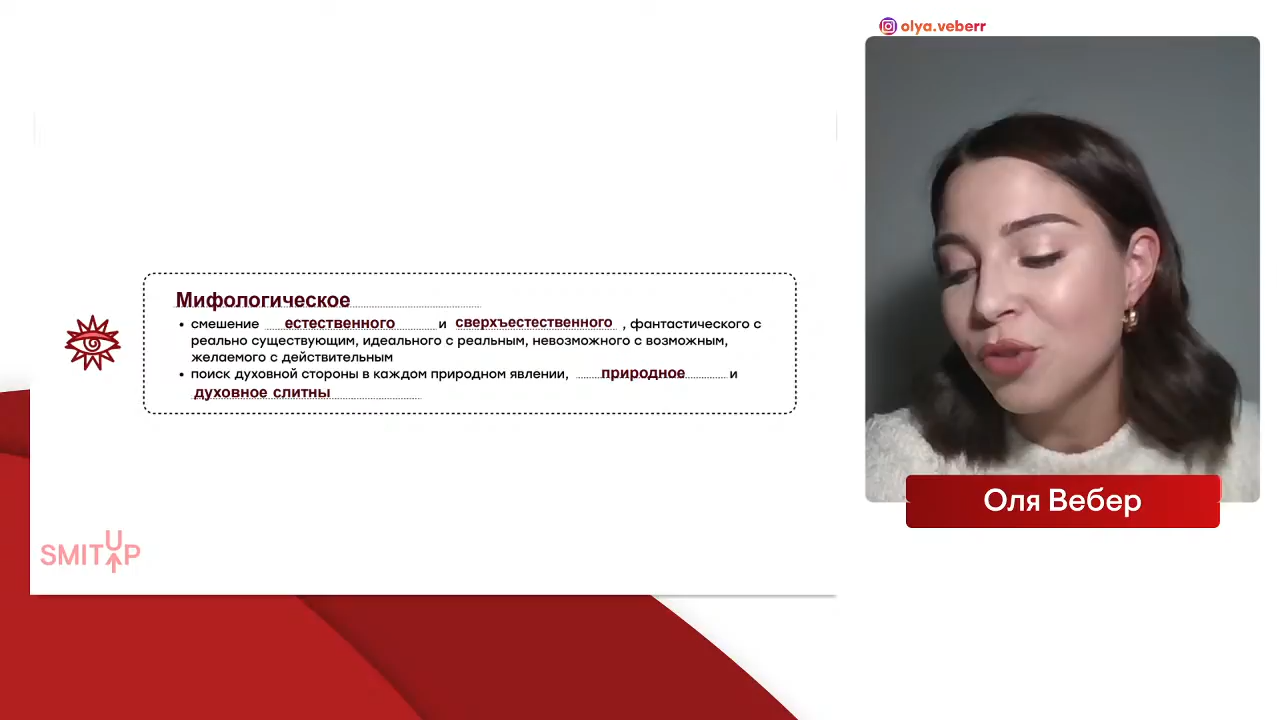 olya.veberr
Мифологическое
• смешение естественного и сверхъестественного , фантастического с
реально существующим, идеального с реальным, невозможного с возможным,
желаемого с действительным
• поиск духовной стороны в каждом природном явлении, природное и
духовное слитны
SMITUP
Оля Вебер